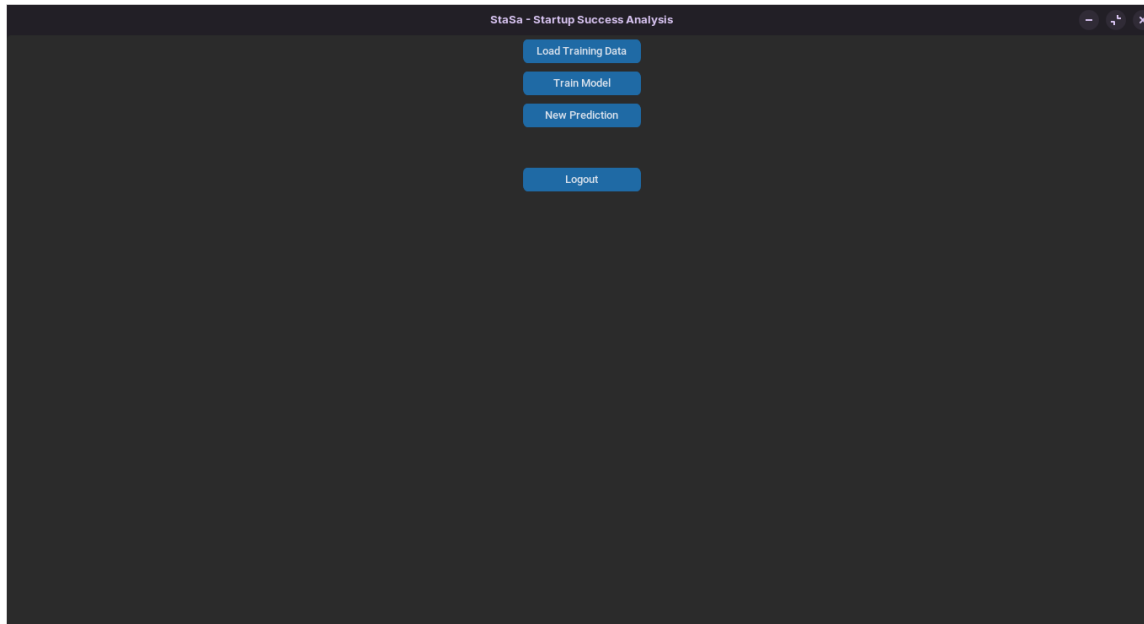 StaSa - Startup Success Analysis
Load Training Data
Train Model
New Prediction
Logout